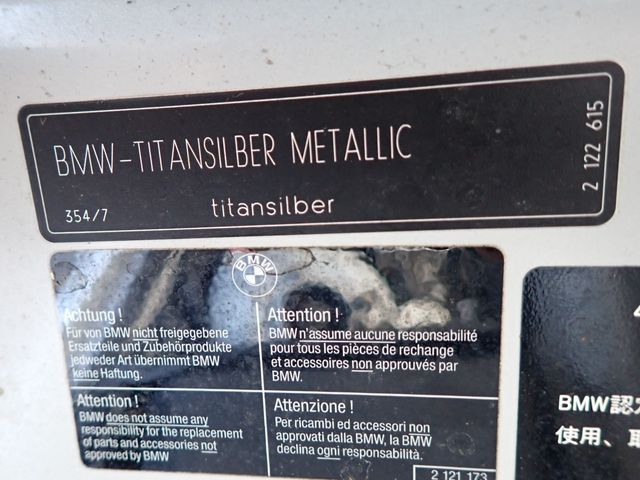 BMW-TITANSILBER METALLIC
354/7 titansilber
2 122 615
BMW
Achtung !
Für von BMW nicht freigegebene
Ersatzteile und Zubehörprodukte
jedweder Art übernimmt BMW
keine Haftung.
Attention !
BMW n'assume aucune responsabilité
pour tous les pièces de rechange
et accessoires non approuvés par
BMW.
Attention !
BMW does not assume any
responsibility for the replacement
of parts and accessories not
approved by BMW
Attenzione !
Per ricambi ed accessori non
approvati dalla BMW, la BMW
declina ogni responsabilità.
2 121 173
BMW認
使用、